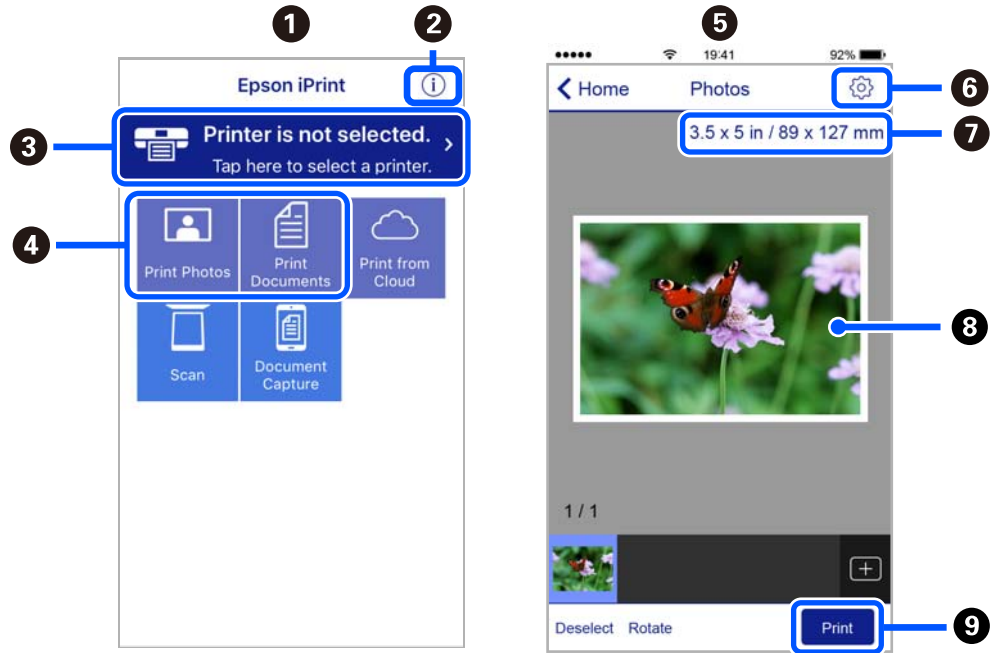 1
2
Epson iPrint
i
3
Printer is not selected.
Tap here to select a printer.
4
Print Photos
Print
Documents
Print from
Cloud
Scan
Document
Capture
5
19:41
92%
Home
Photos
6
3.5 x 5 in / 89 x 127 mm
7
8
1 / 1
Deselect
Rotate
Print
9